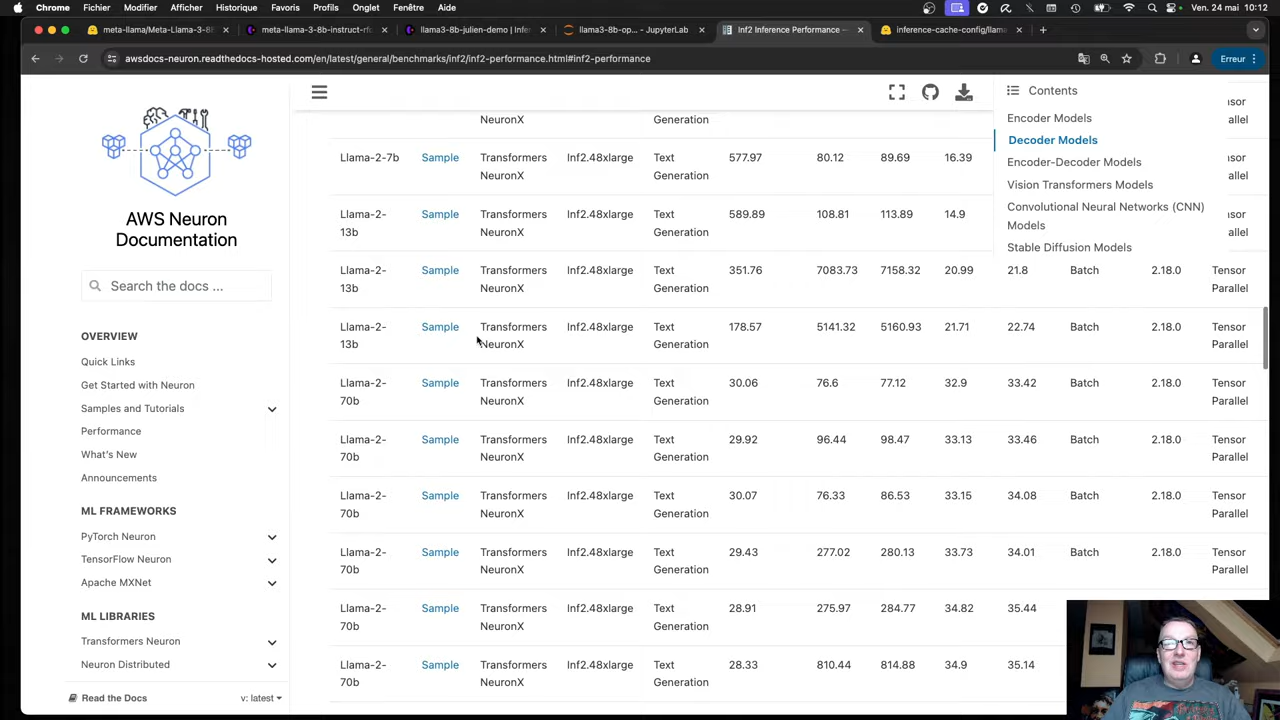 Chrome Fichier Modifier Afficher Historique Favoris Profils Onglet Fenêtre Aide Ven. 24 mai 10:12
meta-llama/Meta-Llama-3-8B
meta-llama-3-8b-instruct-rfc
llama3-8b-julien-demo | Infer
llama3-8b-op... - JupyterLab
Inf2 Inference Performance —
inference-cache-config/llama
awsdocs-neuron.readthedocs-hosted.com/en/latest/general/benchmarks/inf2/inf2-performance.html#inf2-performance
Erreur
AWS Neuron
Documentation
Search the docs ...
OVERVIEW
Quick Links
Get Started with Neuron
Samples and Tutorials
Performance
What's New
Announcements
ML FRAMEWORKS
PyTorch Neuron
TensorFlow Neuron
Apache MXNet
ML LIBRARIES
Transformers Neuron
Neuron Distributed
Read the Docs v: latest
Contents
Encoder Models
Decoder Models
Encoder-Decoder Models
Vision Transformers Models
Convolutional Neural Networks (CNN)
Models
Stable Diffusion Models
NeuronX Generation
Llama-2-7b Sample Transformers Inf2.48xlarge Text 577.97 80.12 89.69 16.39
NeuronX Generation
Llama-2- Sample Transformers Inf2.48xlarge Text 589.89 108.81 113.89 14.9
13b NeuronX Generation
Llama-2- Sample Transformers Inf2.48xlarge Text 351.76 7083.73 7158.32 20.99 21.8 Batch 2.18.0 Tensor
13b NeuronX Generation Parallel
Llama-2- Sample Transformers Inf2.48xlarge Text 178.57 5141.32 5160.93 21.71 22.74 Batch 2.18.0 Tensor
13b NeuronX Generation Parallel
Llama-2- Sample Transformers Inf2.48xlarge Text 30.06 76.6 77.12 32.9 33.42 Batch 2.18.0 Tensor
70b NeuronX Generation Parallel
Llama-2- Sample Transformers Inf2.48xlarge Text 29.92 96.44 98.47 33.13 33.46 Batch 2.18.0 Tensor
70b NeuronX Generation Parallel
Llama-2- Sample Transformers Inf2.48xlarge Text 30.07 76.33 86.53 33.15 34.08 Batch 2.18.0 Tensor
70b NeuronX Generation Parallel
Llama-2- Sample Transformers Inf2.48xlarge Text 29.43 277.02 280.13 33.73 34.01 Batch 2.18.0 Tensor
70b NeuronX Generation Parallel
Llama-2- Sample Transformers Inf2.48xlarge Text 28.91 275.97 284.77 34.82 35.44
70b NeuronX Generation
Llama-2- Sample Transformers Inf2.48xlarge Text 28.33 810.44 814.88 34.9 35.14
70b NeuronX Generation